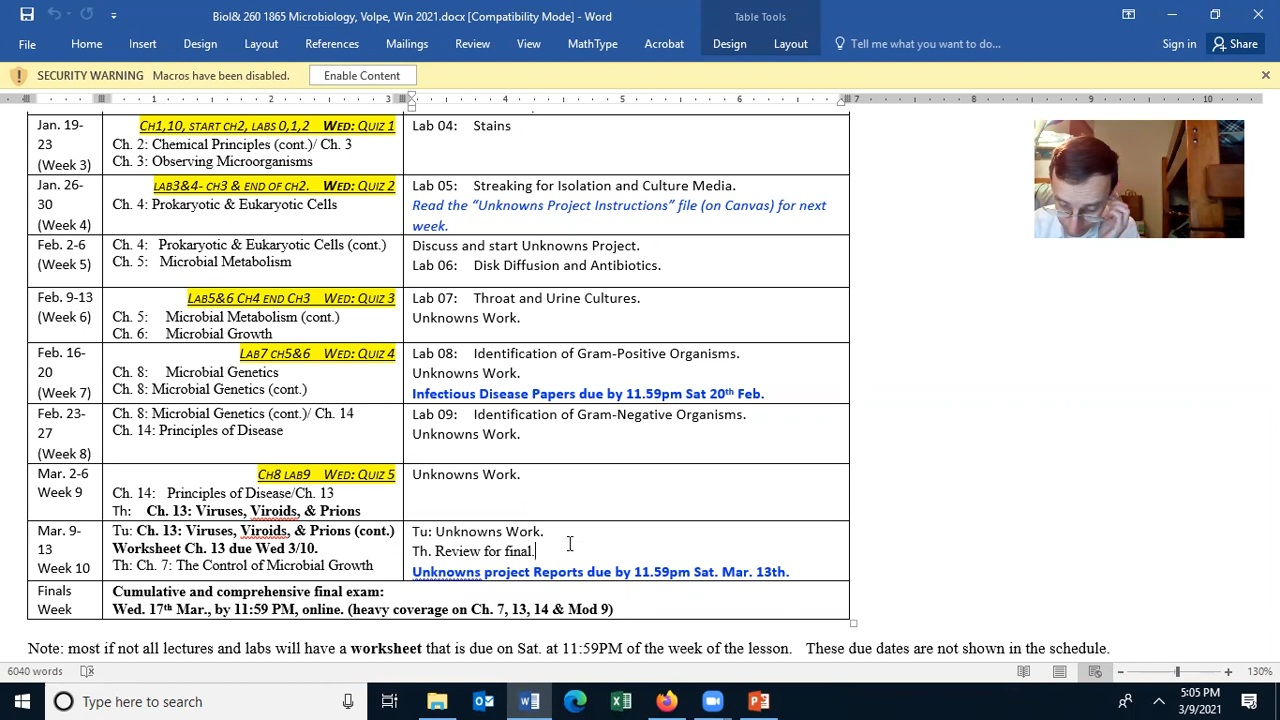 Biol& 260 1865 Microbiology, Volpe, Win 2021.docx [Compatibility Mode] - Word
Table Tools
File Home Insert Design Layout References Mailings Review View MathType Acrobat Design Layout Tell me what you want to do... Sign in Share
SECURITY WARNING Macros have been disabled. Enable Content
1 2 3 4 5 6 7 8 9 10
Jan. 19-
23
(Week 3)
CH1,10, START CH2, LABS 0,1,2 WED: QUIZ 1
Ch. 2: Chemical Principles (cont.)/ Ch. 3
Ch. 3: Observing Microorganisms
Lab 04: Stains
Jan. 26-
30
(Week 4)
LAB3&4- CH3 & END OF CH2. WED: QUIZ 2
Ch. 4: Prokaryotic & Eukaryotic Cells
Lab 05: Streaking for Isolation and Culture Media.
Read the “Unknowns Project Instructions” file (on Canvas) for next
week.
Feb. 2-6
(Week 5)
Ch. 4: Prokaryotic & Eukaryotic Cells (cont.)
Ch. 5: Microbial Metabolism
Discuss and start Unknowns Project.
Lab 06: Disk Diffusion and Antibiotics.
Feb. 9-13
(Week 6)
LAB5&6 CH4 END CH3 WED: QUIZ 3
Ch. 5: Microbial Metabolism (cont.)
Ch. 6: Microbial Growth
Lab 07: Throat and Urine Cultures.
Unknowns Work.
Feb. 16-
20
(Week 7)
LAB7 CH5&6 WED: QUIZ 4
Ch. 8: Microbial Genetics
Ch. 8: Microbial Genetics (cont.)
Lab 08: Identification of Gram-Positive Organisms.
Unknowns Work.
Infectious Disease Papers due by 11.59pm Sat 20th Feb.
Feb. 23-
27
(Week 8)
Ch. 8: Microbial Genetics (cont.)/ Ch. 14
Ch. 14: Principles of Disease
Lab 09: Identification of Gram-Negative Organisms.
Unknowns Work.
Mar. 2-6
Week 9
CH8 LAB9 WED: QUIZ 5
Ch. 14: Principles of Disease/Ch. 13
Th: Ch. 13: Viruses, Viroids, & Prions
Unknowns Work.
Mar. 9-
13
Week 10
Tu: Ch. 13: Viruses, Viroids, & Prions (cont.)
Worksheet Ch. 13 due Wed 3/10.
Th: Ch. 7: The Control of Microbial Growth
Tu: Unknowns Work.
Th. Review for final.
Unknowns project Reports due by 11.59pm Sat. Mar. 13th.
Finals
Week
Cumulative and comprehensive final exam:
Wed. 17th Mar., by 11:59 PM, online. (heavy coverage on Ch. 7, 13, 14 & Mod 9)
Note: most if not all lectures and labs will have a worksheet that is due on Sat. at 11:59PM of the week of the lesson. These due dates are not shown in the schedule.
6040 words
130%
Type here to search
5:05 PM
3/9/2021